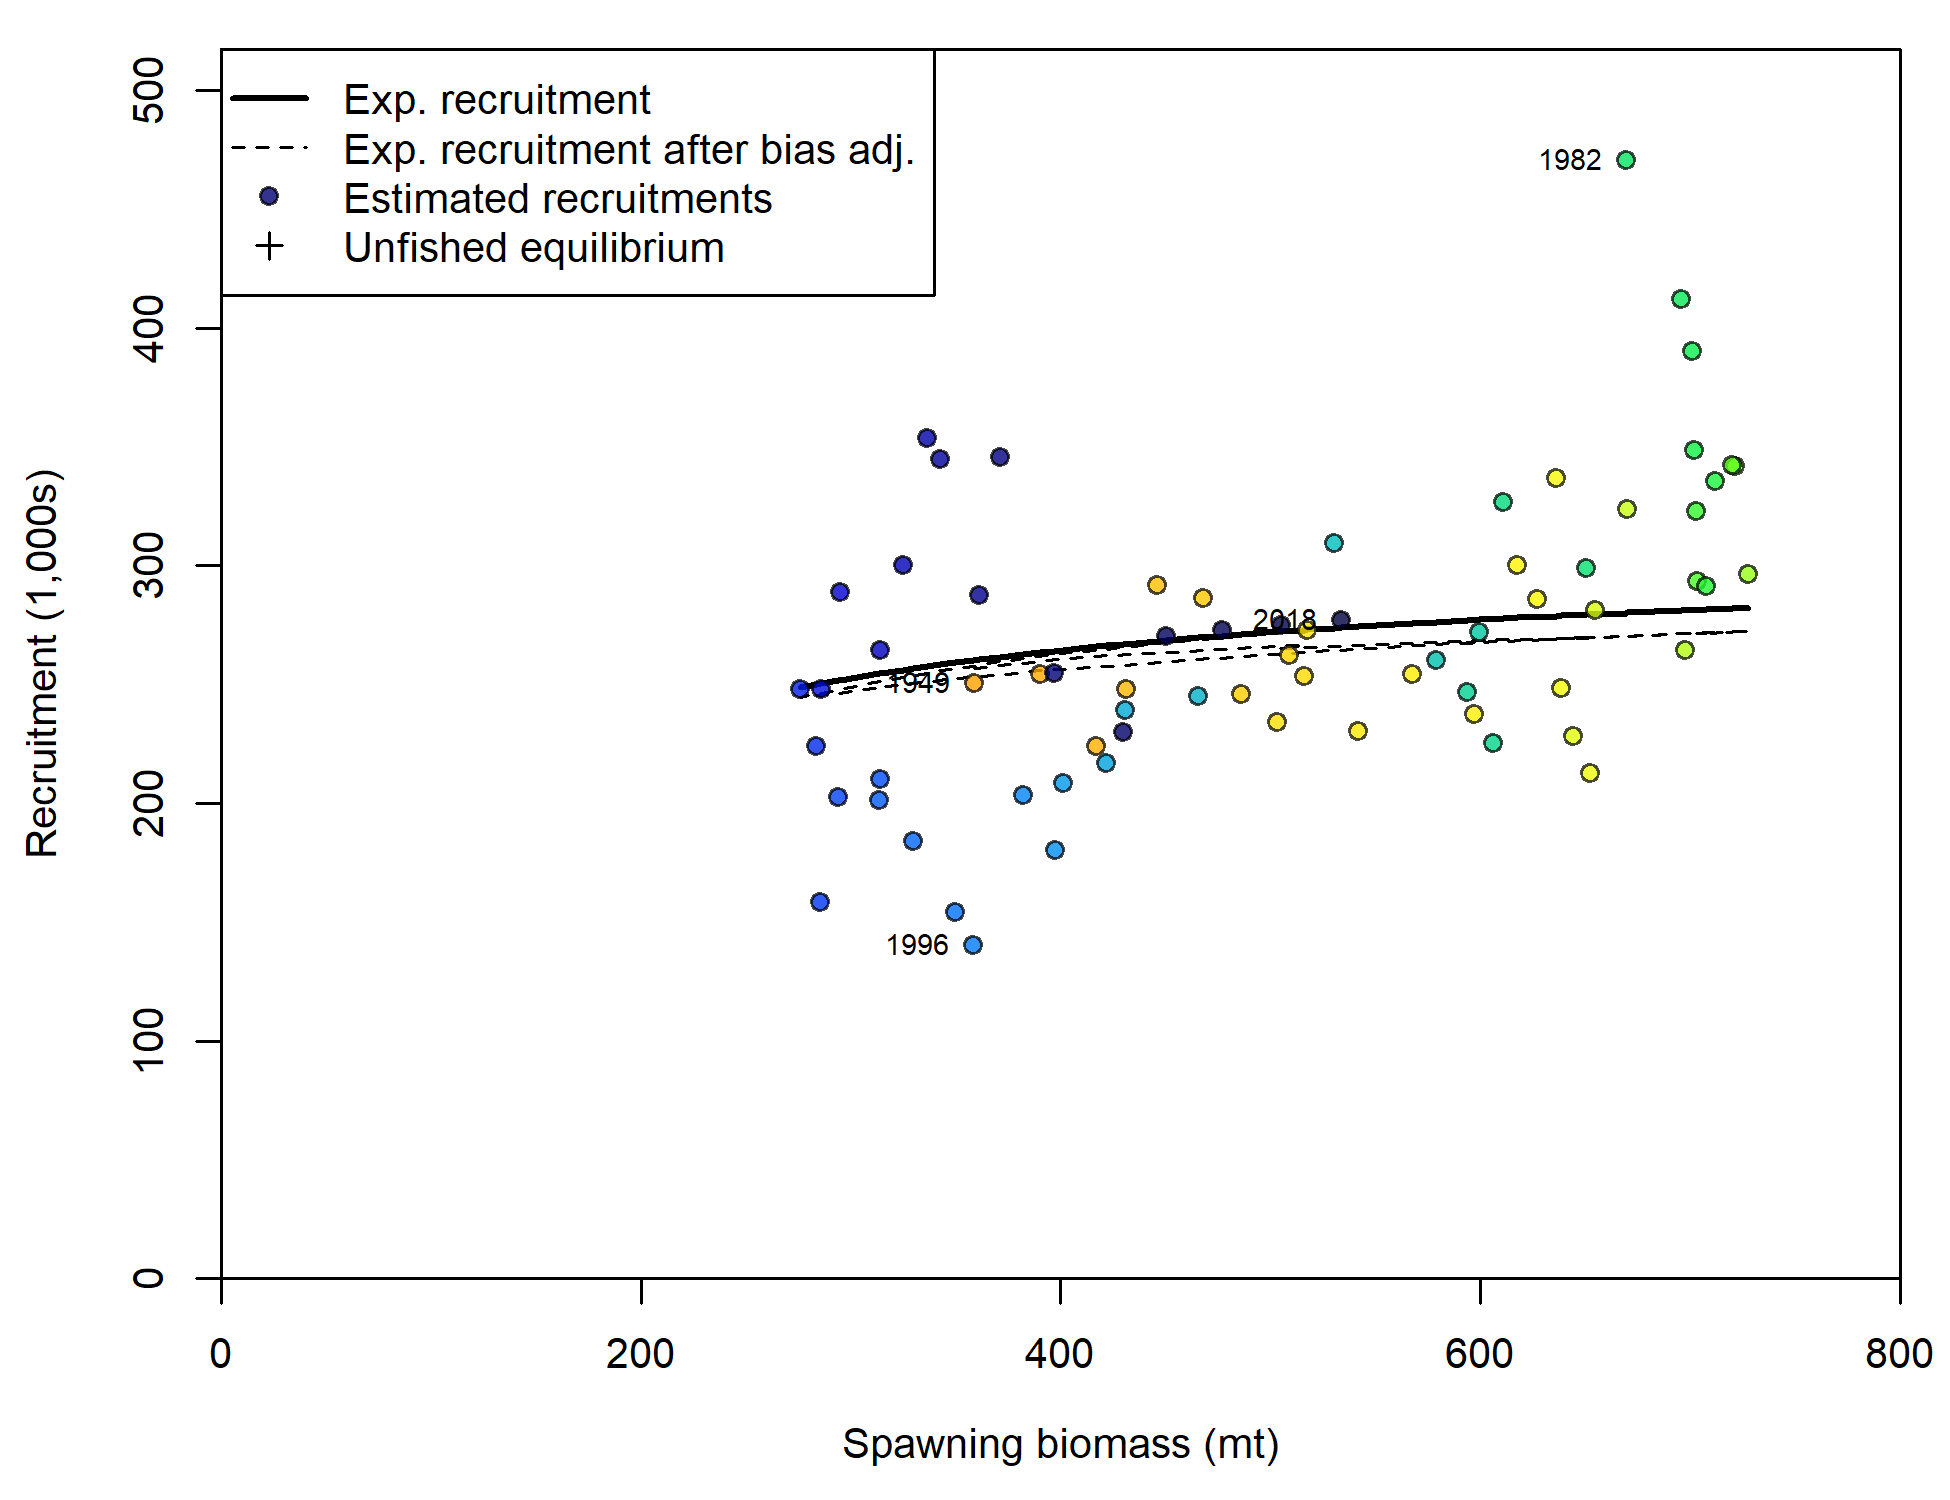 Exp. recruitment
Exp. recruitment after bias adj.
Estimated recruitments
Unfished equilibrium
500
400
300
200
100
0
Recruitment (1,000s)
1982
2018
1949
1996
0 200 400 600 800
Spawning biomass (mt)